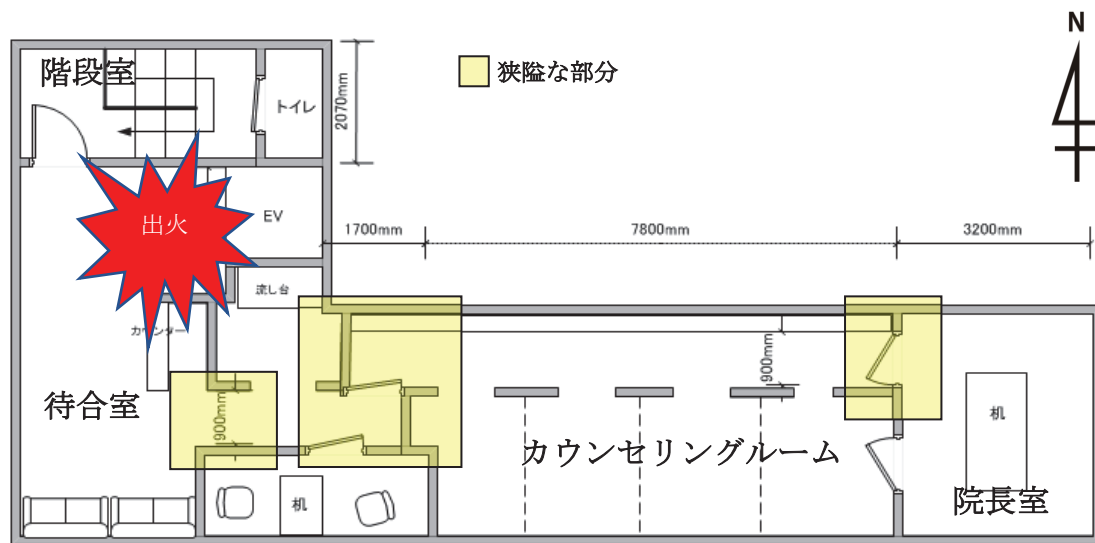 階段室
トイレ
2070mm
狭隘な部分
N
出火
EV
1700mm
7800mm
3200mm
流し台
カウンター
待合室
900mm
900mm
カウンセリングルーム
机
机
院長室